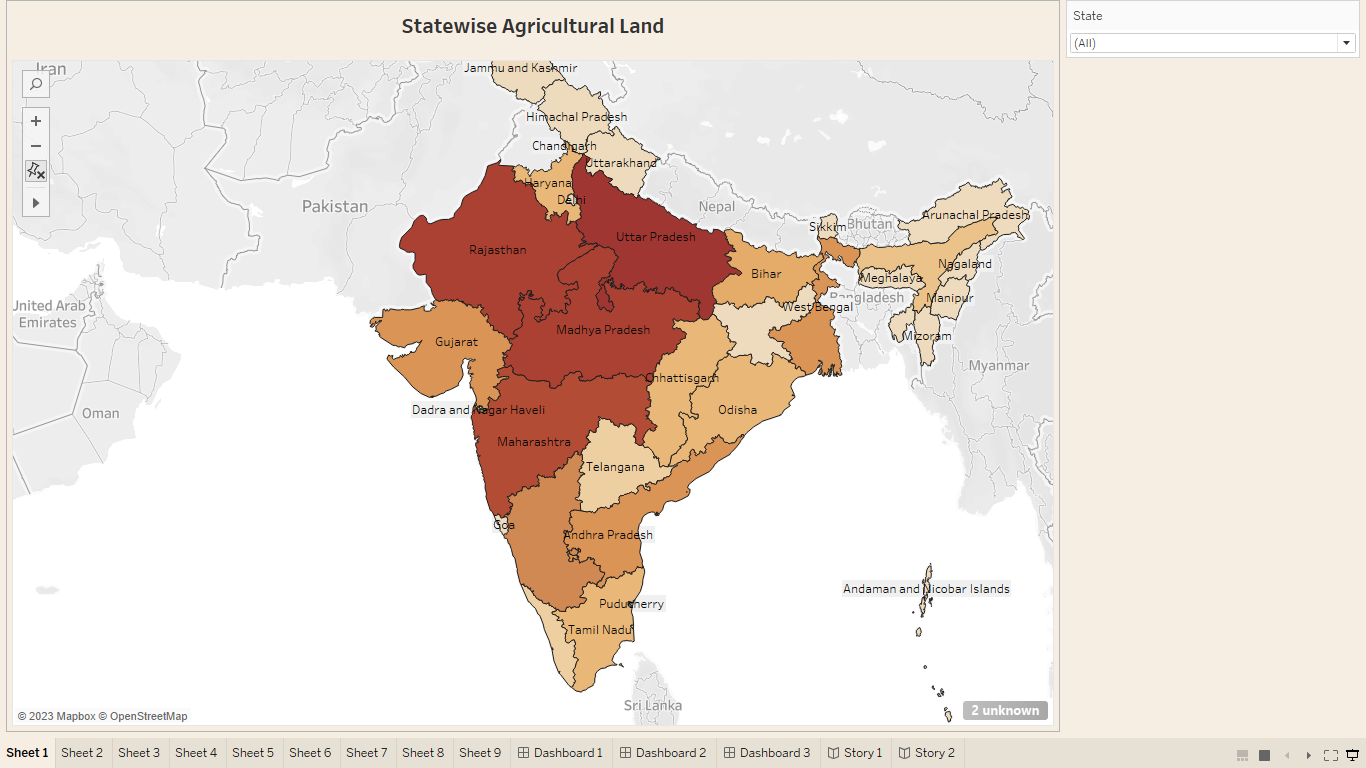 Statewise Agricultural Land
State
(All)
Iran
Jammu and Kashmir
Himachal Pradesh
Chandigarh
Uttarakhand
Haryana
Delhi
Pakistan
Nepal
Rajasthan
Uttar Pradesh
Sikkim
Bhutan
Arunachal Pradesh
Bihar
Nagaland
Meghalaya
Bangladesh
Manipur
West Bengal
United Arab
Emirates
Madhya Pradesh
Gujarat
Mizoram
Myanmar
Chhattisgarh
Oman
Dadra and Nagar Haveli
Odisha
Maharashtra
Telangana
Goa
Andhra Pradesh
Andaman and Nicobar Islands
Puducherry
Tamil Nadu
Sri Lanka
© 2023 Mapbox © OpenStreetMap
2 unknown
Sheet 1 Sheet 2 Sheet 3 Sheet 4 Sheet 5 Sheet 6 Sheet 7 Sheet 8 Sheet 9 Dashboard 1 Dashboard 2 Dashboard 3 Story 1 Story 2